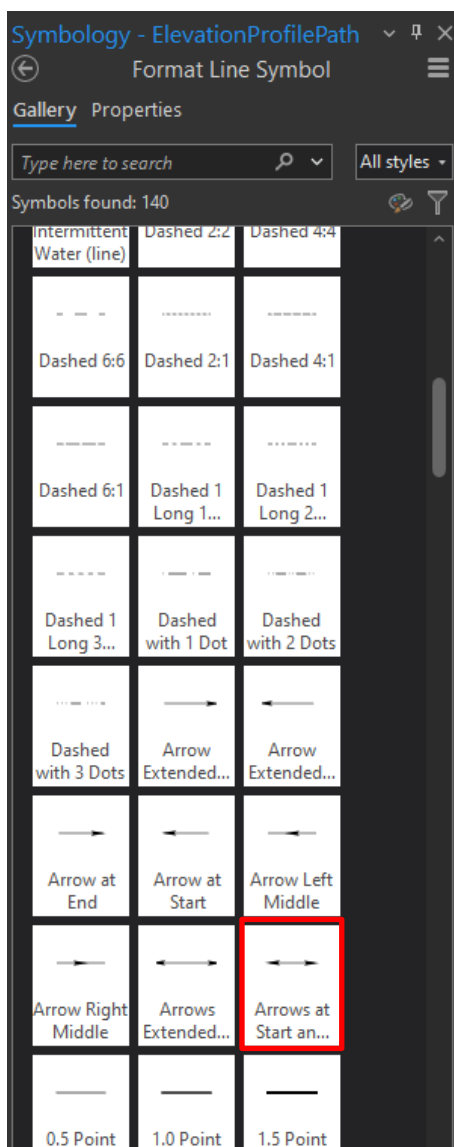 Symbology - ElevationProfilePath
Format Line Symbol
Gallery Properties
Type here to search
All styles
Symbols found: 140
Intermittent Dashed 2:2 Dashed 4:4
Water (line)
Dashed 6:6 Dashed 2:1 Dashed 4:1
Dashed 6:1 Dashed 1 Dashed 1
Long 1... Long 2...
Dashed 1 Dashed Dashed
Long 3... with 1 Dot with 2 Dots
Dashed Arrow Arrow
with 3 Dots Extended... Extended...
Arrow at Arrow at Arrow Left
End Start Middle
Arrow Right Arrows Arrows at
Middle Extended... Start an...
0.5 Point 1.0 Point 1.5 Point